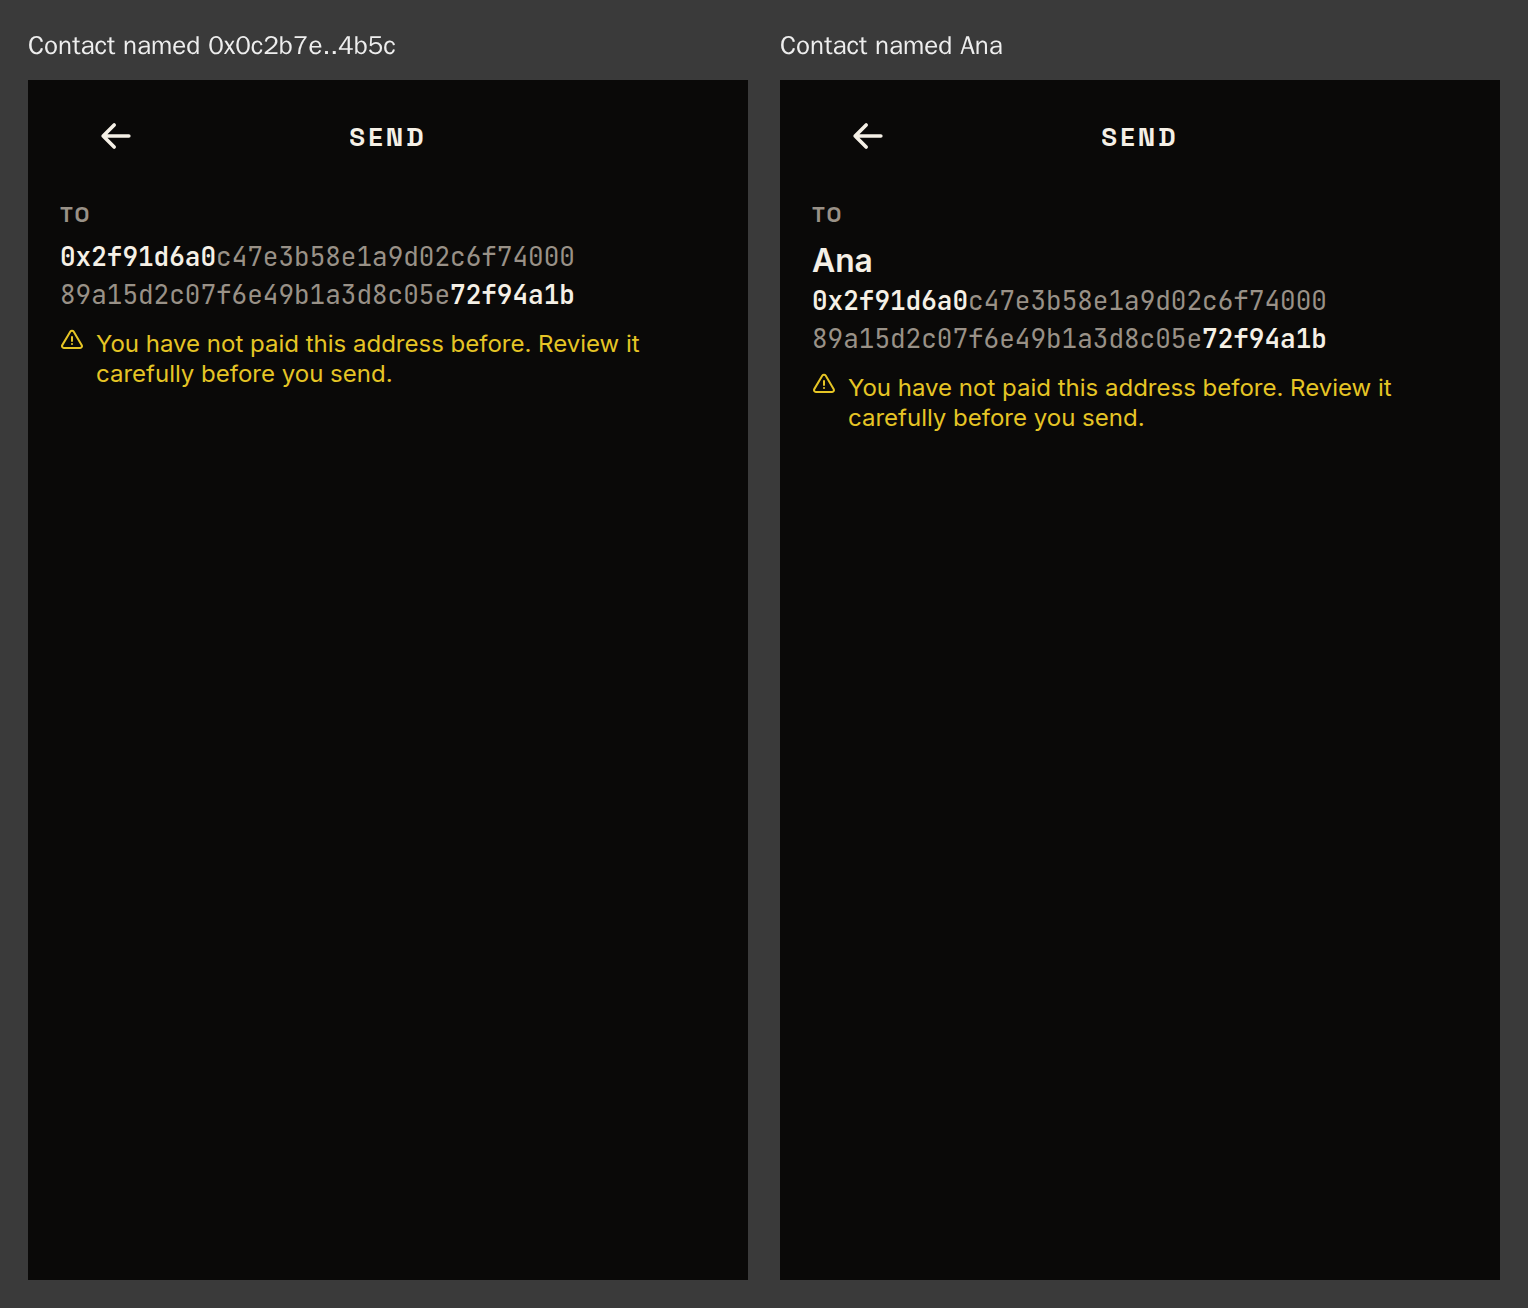 Contact named 0x0c2b7e..4b5c
SEND
TO
0x2f91d6a0c47e3b58e1a9d02c6f74000
89a15d2c07f6e49b1a3d8c05e72f94a1b
You have not paid this address before. Review it
carefully before you send.
Contact named Ana
SEND
TO
Ana
0x2f91d6a0c47e3b58e1a9d02c6f74000
89a15d2c07f6e49b1a3d8c05e72f94a1b
You have not paid this address before. Review it
carefully before you send.